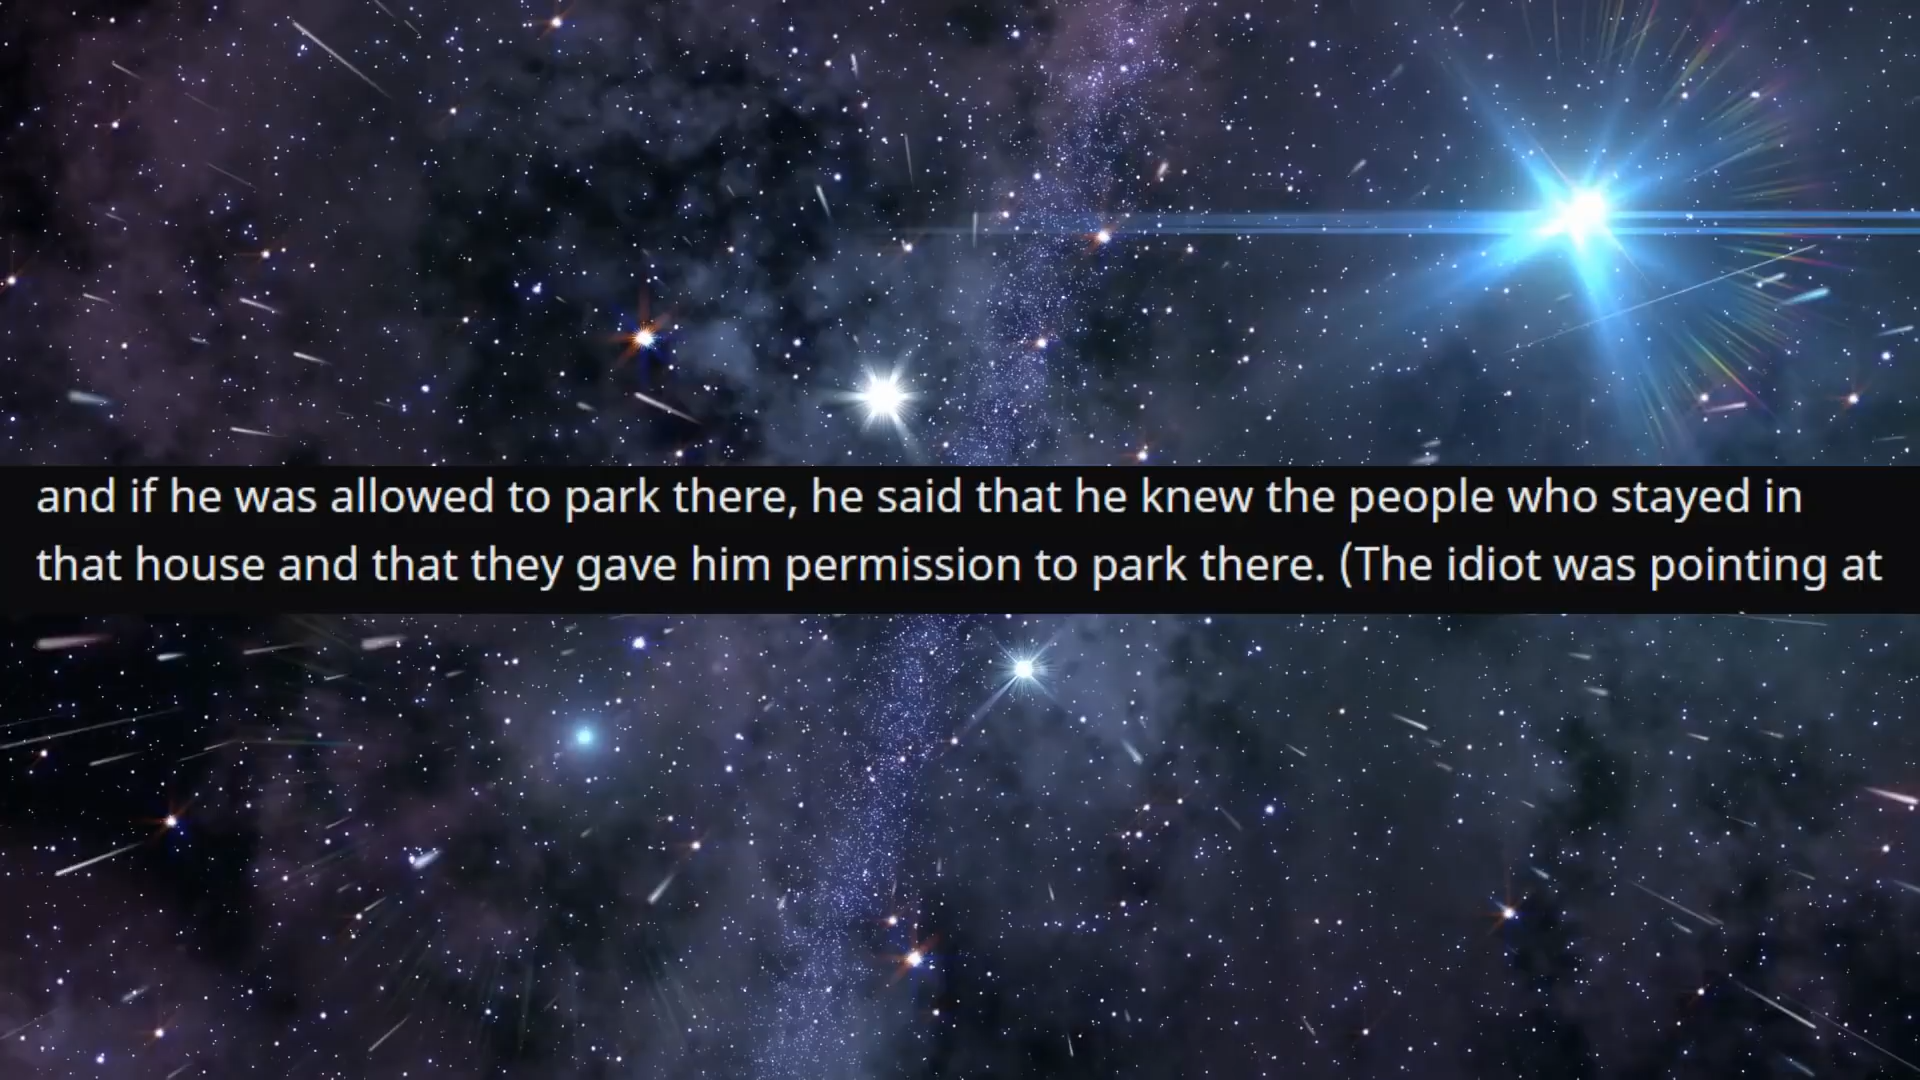 and if he was allowed to park there, he said that he knew the people who stayed in
that house and that they gave him permission to park there. (The idiot was pointing at